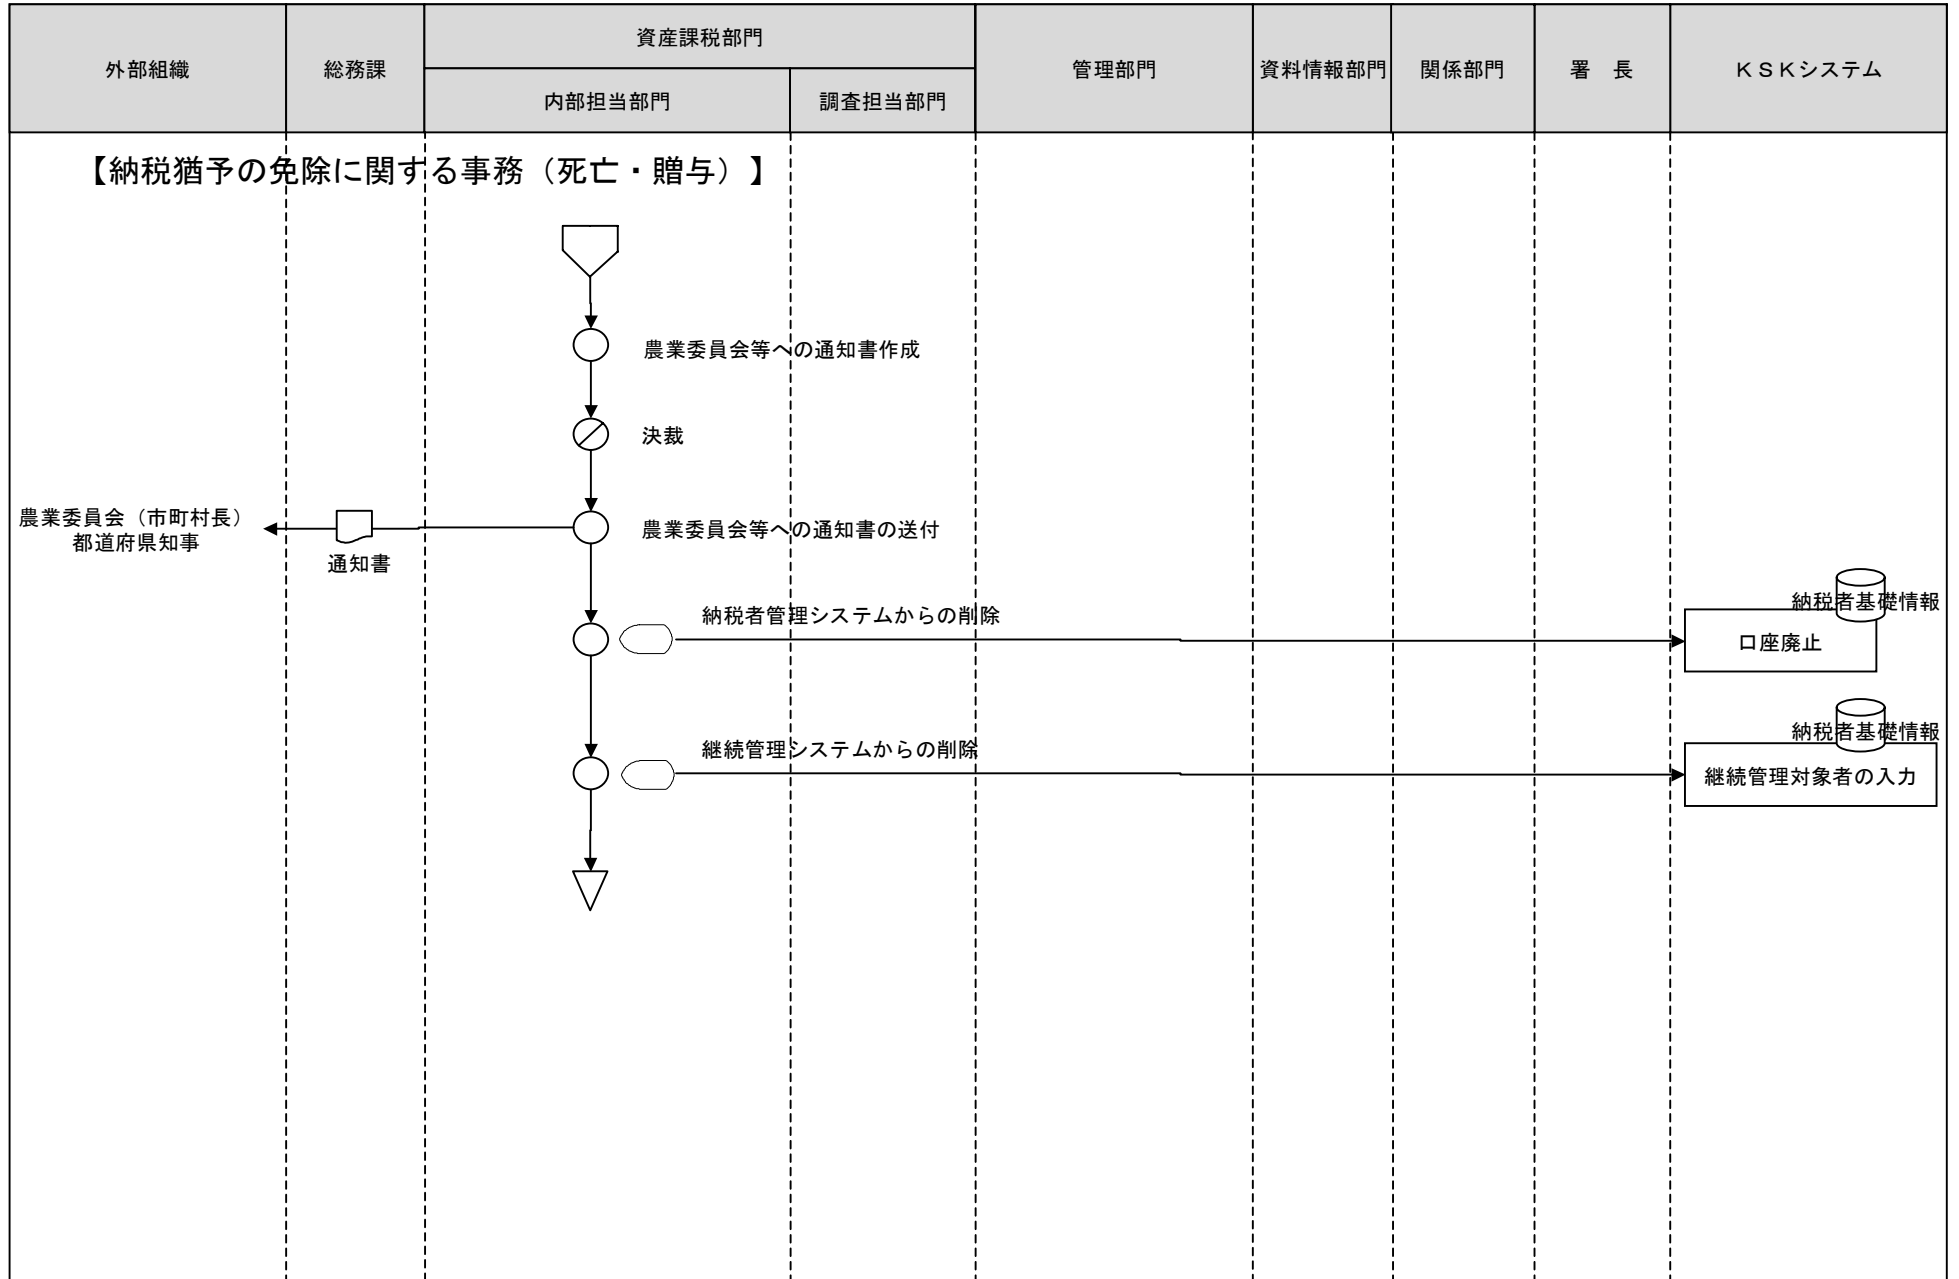 外部組織
総務課
資産課税部門
内部担当部門
調査担当部門
管理部門
資料情報部門
関係部門
署　長
ＫＳＫシステム
【納税猶予の免除に関する事務（死亡・贈与）】
農業委員会等への通知書作成
決裁
農業委員会（市町村長）
都道府県知事
通知書
農業委員会等への通知書の送付
納税者管理システムからの削除
納税者基礎情報
口座廃止
継続管理システムからの削除
納税者基礎情報
継続管理対象者の入力